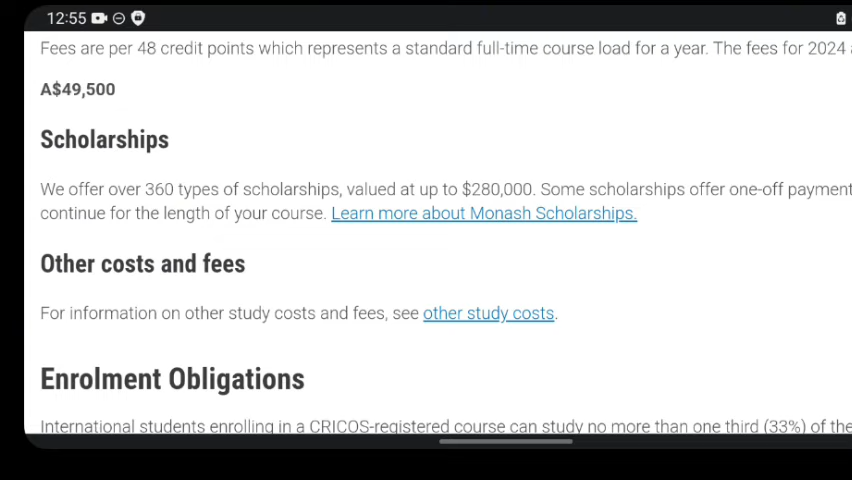 12:55
Fees are per 48 credit points which represents a standard full-time course load for a year. The fees for 2024
A$49,500
Scholarships
We offer over 360 types of scholarships, valued at up to $280,000. Some scholarships offer one-off payment
continue for the length of your course. Learn more about Monash Scholarships.
Other costs and fees
For information on other study costs and fees, see other study costs.
Enrolment Obligations
International students enrolling in a CRICOS-registered course can study no more than one third (33%) of the